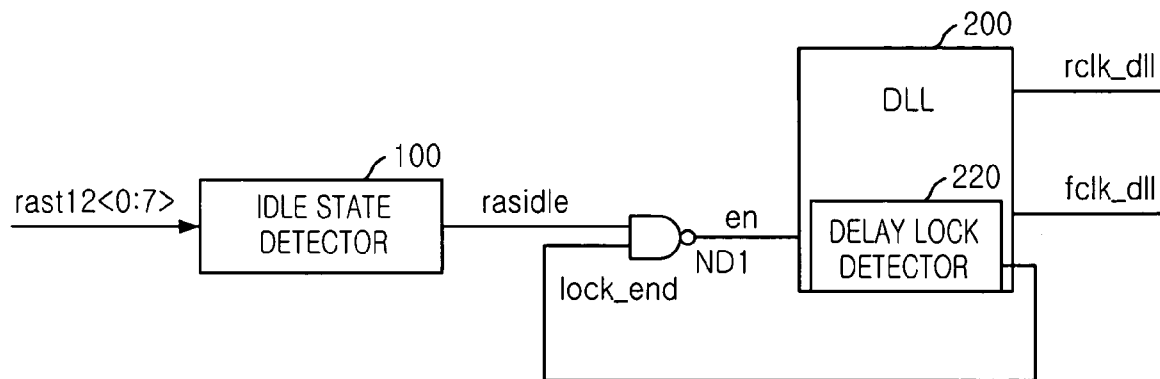 200
rclk_dll
DLL
100
220
rast12<0:7>
IDLE STATE
DETECTOR
rasidle
fclk_dll
en
DELAY LOCK
DETECTOR
ND1
lock_end